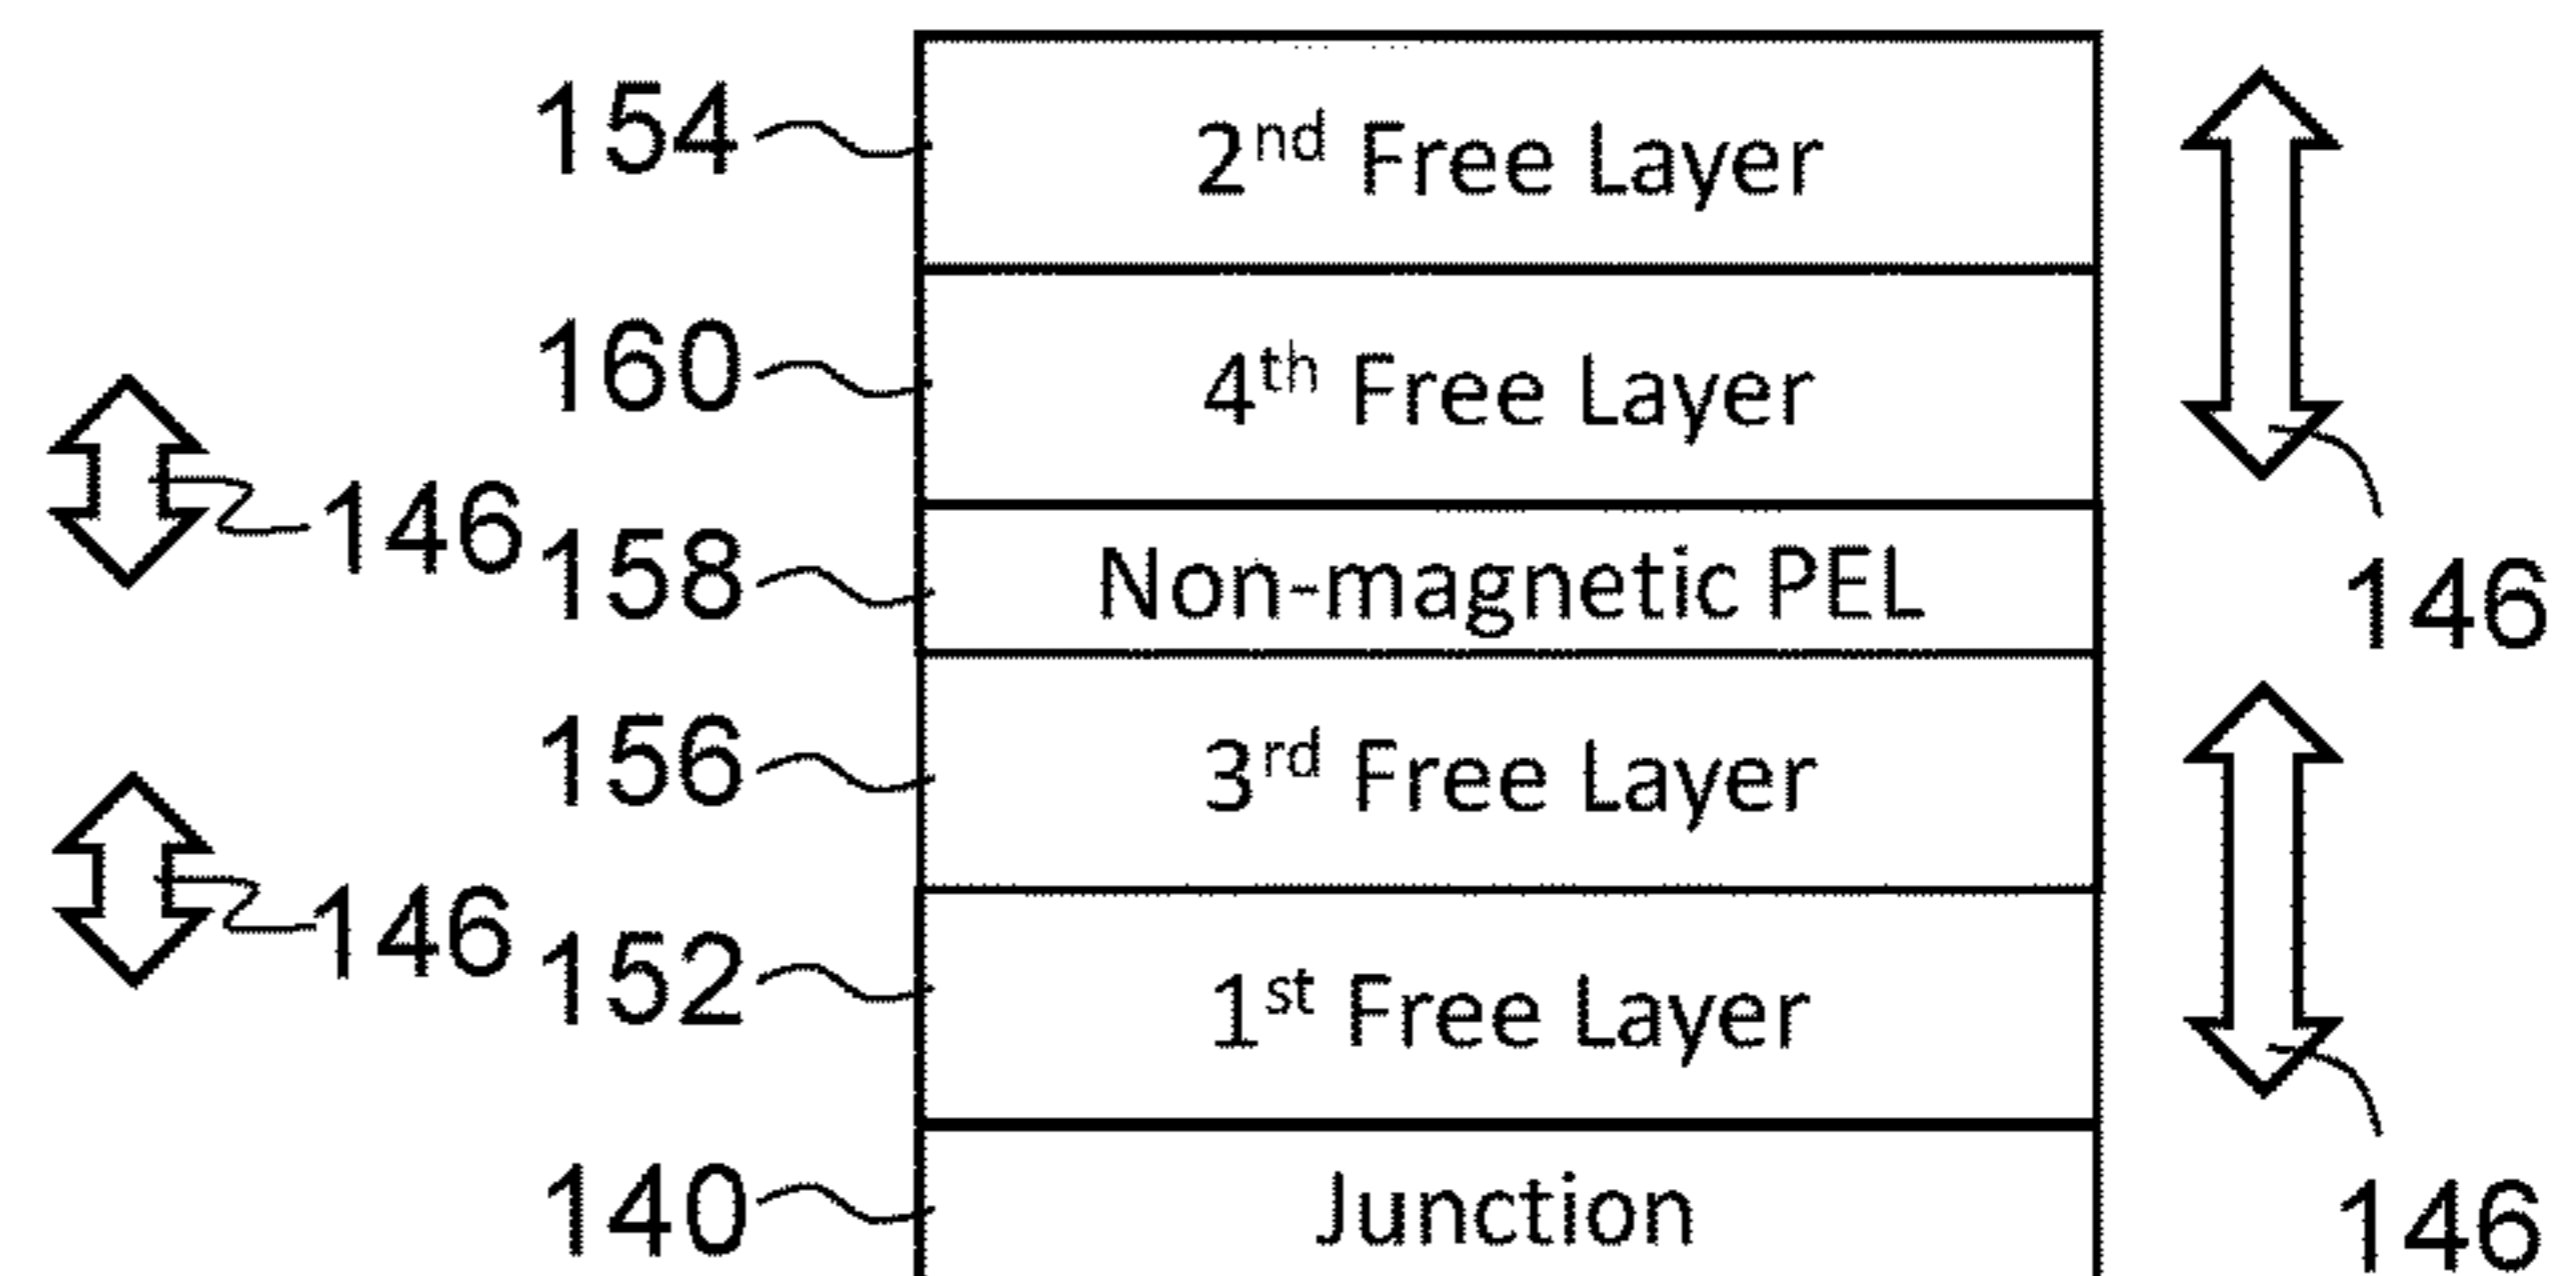 154 2nd Free Layer
160 4th Free Layer
146 158 Non-magnetic PEL 146
156 3rd Free Layer
146 152 1st Free Layer
140 Junction 146